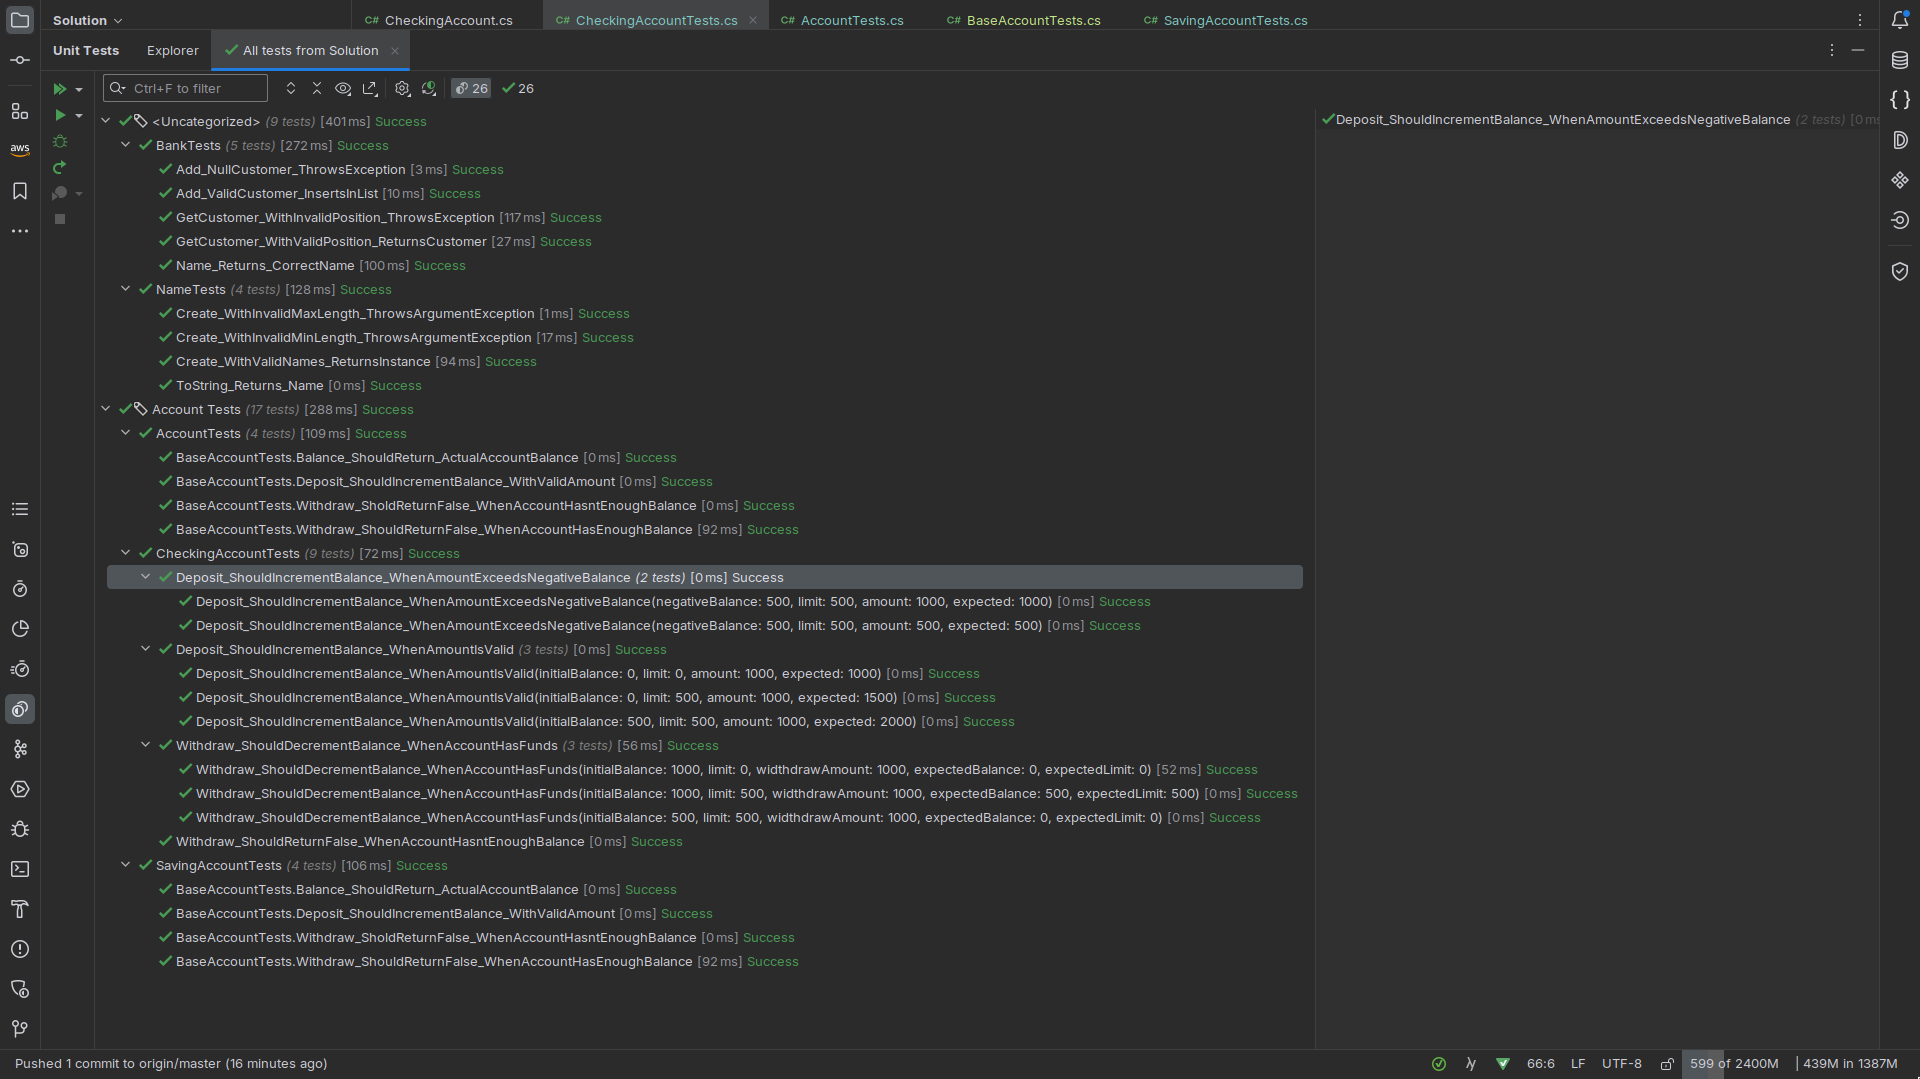 Solution
C# CheckingAccount.cs
C# CheckingAccountTests.cs
C# AccountTests.cs
C# BaseAccountTests.cs
C# SavingAccountTests.cs
Unit Tests
Explorer
All tests from Solution
Ctrl+F to filter
26
26
<Uncategorized> (9 tests) [401 ms] Success
BankTests (5 tests) [272 ms] Success
Add_NullCustomer_ThrowsException [3 ms] Success
Add_ValidCustomer_InsertsInList [10 ms] Success
GetCustomer_WithInvalidPosition_ThrowsException [117 ms] Success
GetCustomer_WithValidPosition_ReturnsCustomer [27 ms] Success
Name_Returns_CorrectName [100 ms] Success
NameTests (4 tests) [128 ms] Success
Create_WithInvalidMaxLength_ThrowsArgumentException [1 ms] Success
Create_WithInvalidMinLength_ThrowsArgumentException [17 ms] Success
Create_WithValidNames_ReturnsInstance [94 ms] Success
ToString_Returns_Name [0 ms] Success
Account Tests (17 tests) [288 ms] Success
AccountTests (4 tests) [109 ms] Success
BaseAccountTests.Balance_ShouldReturn_ActualAccountBalance [0 ms] Success
BaseAccountTests.Deposit_ShouldIncrementBalance_WithValidAmount [0 ms] Success
BaseAccountTests.Withdraw_SholdReturnFalse_WhenAccountHasntEnoughBalance [0 ms] Success
BaseAccountTests.Withdraw_ShouldReturnFalse_WhenAccountHasEnoughBalance [92 ms] Success
CheckingAccountTests (9 tests) [72 ms] Success
Deposit_ShouldIncrementBalance_WhenAmountExceedsNegativeBalance (2 tests) [0 ms] Success
Deposit_ShouldIncrementBalance_WhenAmountExceedsNegativeBalance(negativeBalance: 500, limit: 500, amount: 1000, expected: 1000) [0 ms] Success
Deposit_ShouldIncrementBalance_WhenAmountExceedsNegativeBalance(negativeBalance: 500, limit: 500, amount: 500, expected: 500) [0 ms] Success
Deposit_ShouldIncrementBalance_WhenAmountIsValid (3 tests) [0 ms] Success
Deposit_ShouldIncrementBalance_WhenAmountIsValid(initialBalance: 0, limit: 0, amount: 1000, expected: 1000) [0 ms] Success
Deposit_ShouldIncrementBalance_WhenAmountIsValid(initialBalance: 0, limit: 500, amount: 1000, expected: 1500) [0 ms] Success
Deposit_ShouldIncrementBalance_WhenAmountIsValid(initialBalance: 500, limit: 500, amount: 1000, expected: 2000) [0 ms] Success
Withdraw_ShouldDecrementBalance_WhenAccountHasFunds (3 tests) [56 ms] Success
Withdraw_ShouldDecrementBalance_WhenAccountHasFunds(initialBalance: 1000, limit: 0, widthdrawAmount: 1000, expectedBalance: 0, expectedLimit: 0) [52 ms] Success
Withdraw_ShouldDecrementBalance_WhenAccountHasFunds(initialBalance: 1000, limit: 500, widthdrawAmount: 1000, expectedBalance: 500, expectedLimit: 500) [0 ms] Success
Withdraw_ShouldDecrementBalance_WhenAccountHasFunds(initialBalance: 500, limit: 500, widthdrawAmount: 1000, expectedBalance: 0, expectedLimit: 0) [0 ms] Success
Withdraw_ShouldReturnFalse_WhenAccountHasntEnoughBalance [0 ms] Success
SavingAccountTests (4 tests) [106 ms] Success
BaseAccountTests.Balance_ShouldReturn_ActualAccountBalance [0 ms] Success
BaseAccountTests.Deposit_ShouldIncrementBalance_WithValidAmount [0 ms] Success
BaseAccountTests.Withdraw_SholdReturnFalse_WhenAccountHasntEnoughBalance [0 ms] Success
BaseAccountTests.Withdraw_ShouldReturnFalse_WhenAccountHasEnoughBalance [92 ms] Success
Deposit_ShouldIncrementBalance_WhenAmountExceedsNegativeBalance (2 tests) [0 ms
aws
Pushed 1 commit to origin/master (16 minutes ago)
66:6
LF
UTF-8
599 of 2400M
439M in 1387M